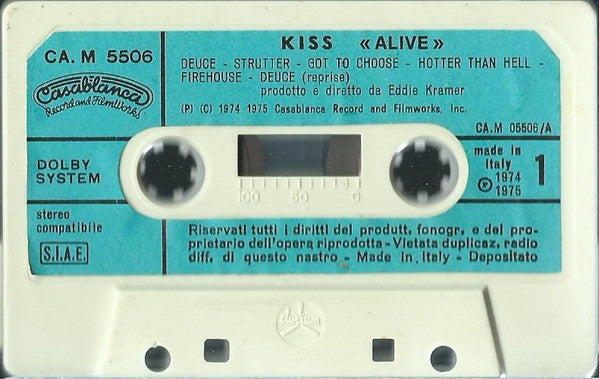 CA. M 5506
KISS «ALIVE»
DEUCE - STRUTTER - GOT TO CHOOSE - HOTTER THAN HELL -
FIREHOUSE - DEUCE (reprise)
prodotto e diretto da Eddie Kramer
Casablanca
Record and FilmWorks
(P) (C) 1974 1975 Casablanca Record and Filmworks, Inc.
CA.M 05506/A
DOLBY
SYSTEM
made in
italy
℗ 1974
1975
1
100 50 0
stereo
compatibile
S.I.A.E.
Riservati tutti i diritti del produtt. fonogr. e del pro-
prietario dell'opera riprodotta - Vietata duplicaz. radio
diff. di questo nastro - Made in Italy - Depositato
durium